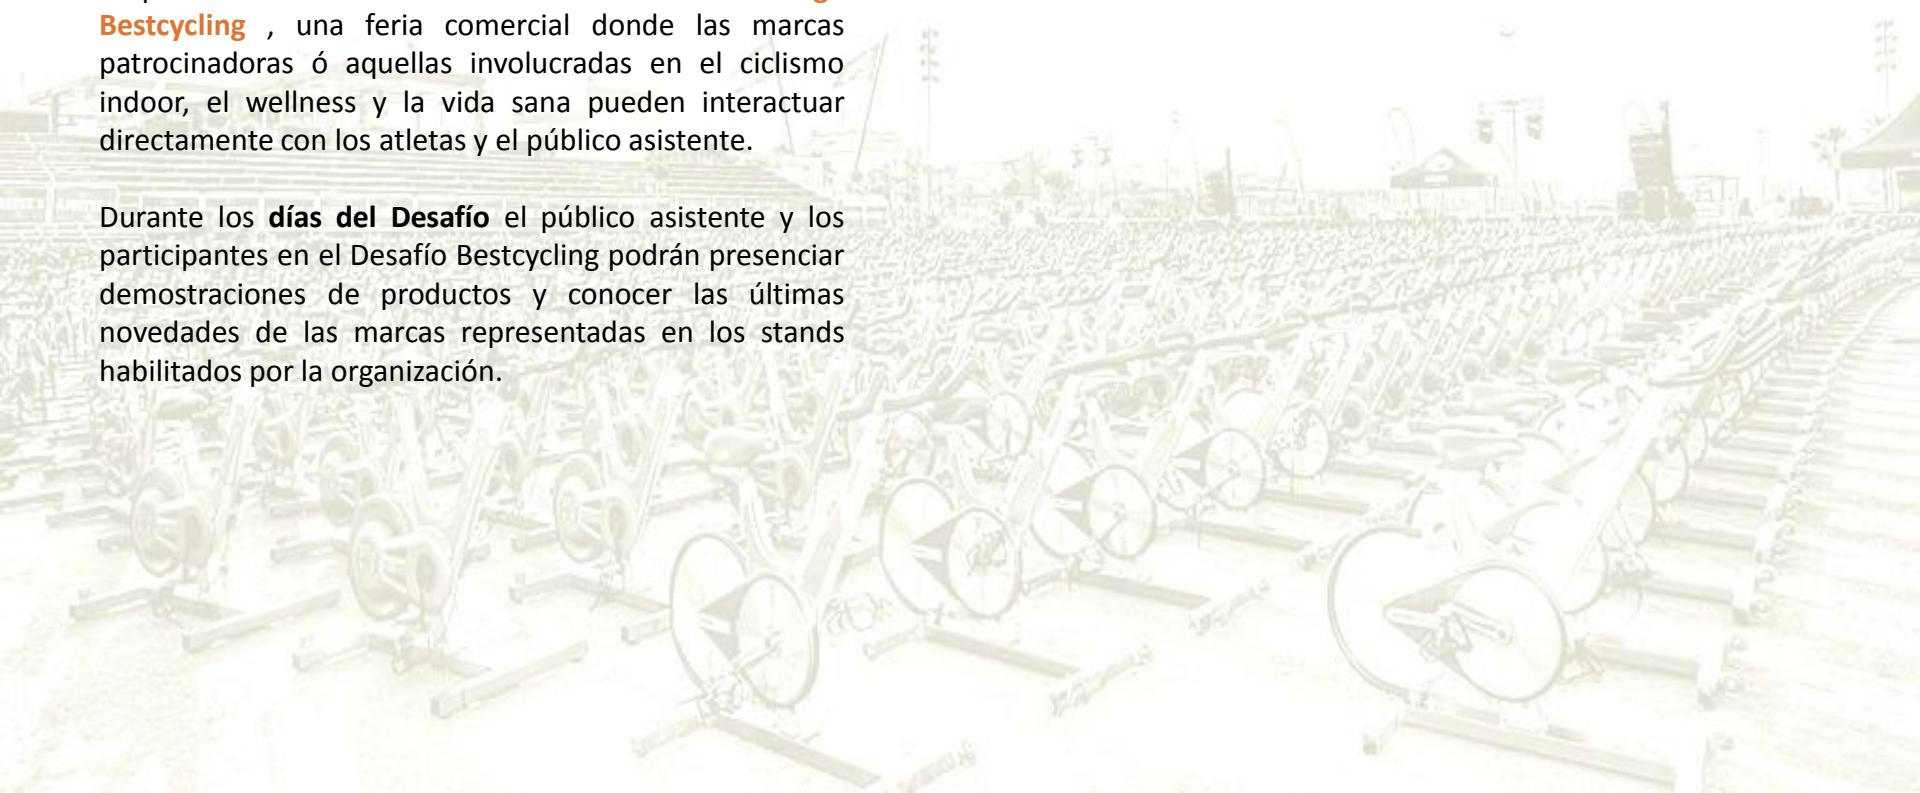 Bestcycling , una feria comercial donde las marcas
patrocinadoras ó aquellas involucradas en el ciclismo
indoor, el wellness y la vida sana pueden interactuar
directamente con los atletas y el público asistente.
Durante los días del Desafío el público asistente y los
participantes en el Desafío Bestcycling podrán presenciar
demostraciones de productos y conocer las últimas
novedades de las marcas representadas en los stands
habilitados por la organización.